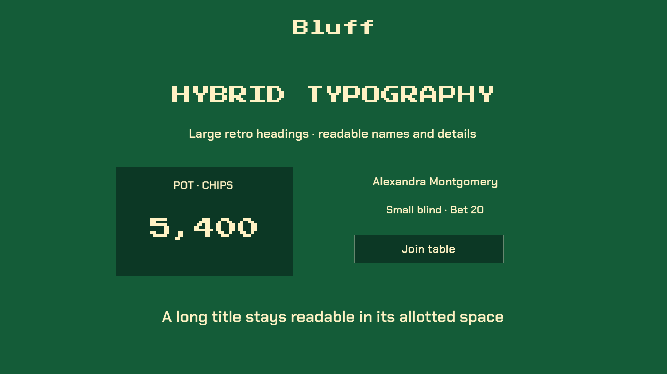 Bluff
HYBRID TYPOGRAPHY
Large retro headings · readable names and details
POT · CHIPS
5,400
Alexandra Montgomery
Small blind · Bet 20
Join table
A long title stays readable in its allotted space